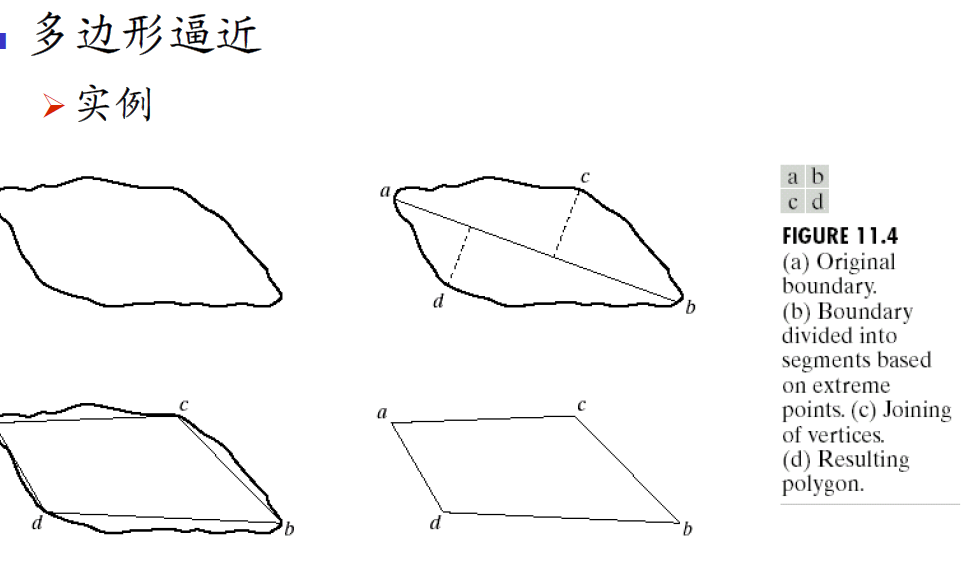 多边形逼近
实例
a
c
d
b
a b
c d
FIGURE 11.4
(a) Original
boundary.
(b) Boundary
divided into
segments based
on extreme
points. (c) Joining
of vertices.
(d) Resulting
polygon.
c
d
b
a
c
d
b